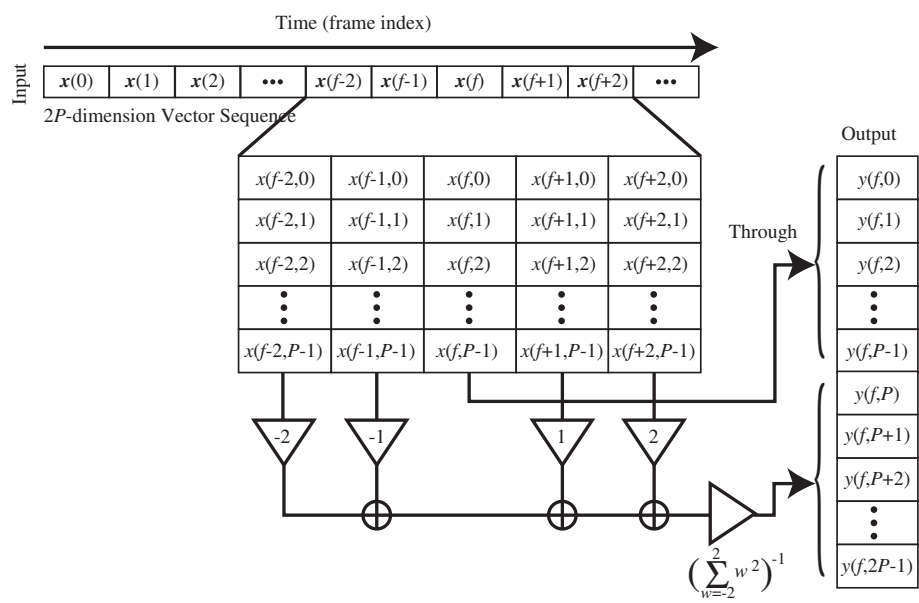 Time (frame index)
Input
x(0) x(1) x(2) ••• x(f-2) x(f-1) x(f) x(f+1) x(f+2) •••
2P-dimension Vector Sequence
Output
x(f-2,0) x(f-1,0) x(f,0) x(f+1,0) x(f+2,0)
x(f-2,1) x(f-1,1) x(f,1) x(f+1,1) x(f+2,1)
x(f-2,2) x(f-1,2) x(f,2) x(f+1,2) x(f+2,2)
⋮ ⋮ ⋮ ⋮ ⋮
x(f-2,P-1) x(f-1,P-1) x(f,P-1) x(f+1,P-1) x(f+2,P-1)
Through
y(f,0)
y(f,1)
y(f,2)
⋮
y(f,P-1)
y(f,P)
y(f,P+1)
y(f,P+2)
⋮
y(f,2P-1)
-2 -1 1 2
(∑_{w=-2}^{2} w^2)^{-1}